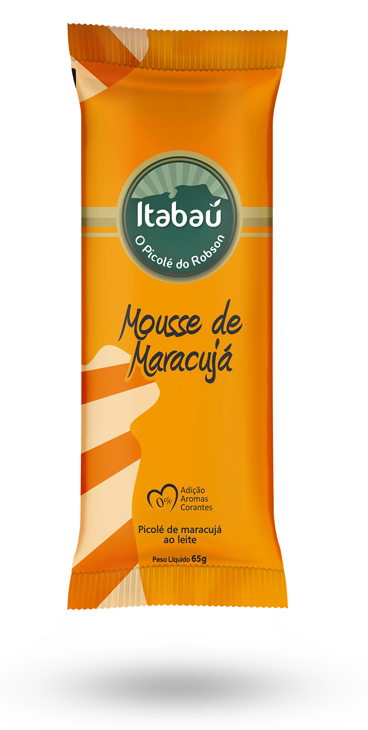 Itabaú
O Picolé do Robson
Mousse de
Maracujá
0%
Adição
Aromas
Corantes
Picolé de maracujá
ao leite
Peso Líquido 65g